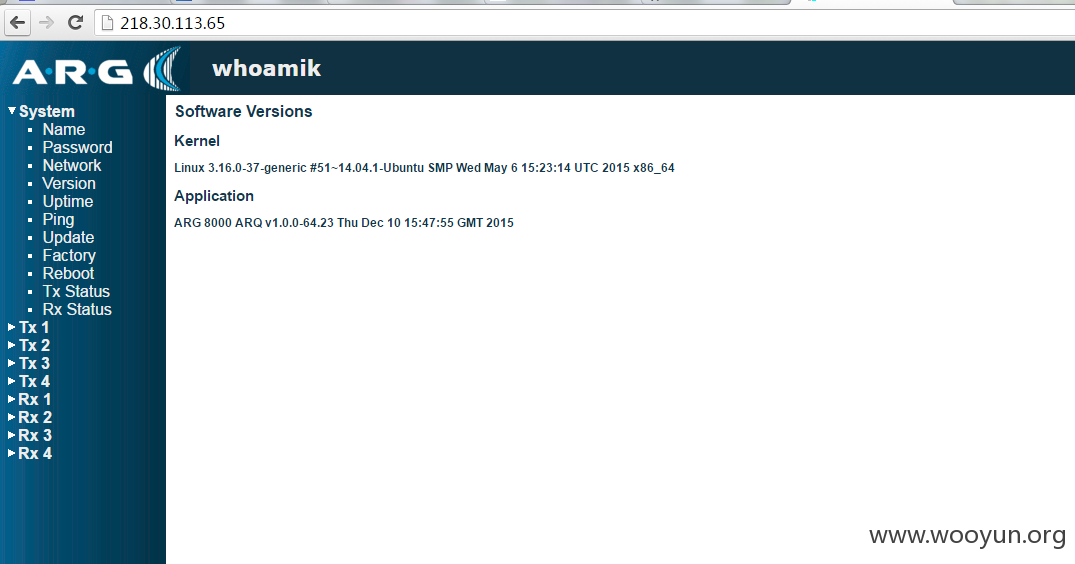 218.30.113.65
A·R·G
whoamik
System
Name
Password
Network
Version
Uptime
Ping
Update
Factory
Reboot
Tx Status
Rx Status
Tx 1
Tx 2
Tx 3
Tx 4
Rx 1
Rx 2
Rx 3
Rx 4
Software Versions
Kernel
Linux 3.16.0-37-generic #51~14.04.1-Ubuntu SMP Wed May 6 15:23:14 UTC 2015 x86_64
Application
ARG 8000 ARQ v1.0.0-64.23 Thu Dec 10 15:47:55 GMT 2015
www.wooyun.org